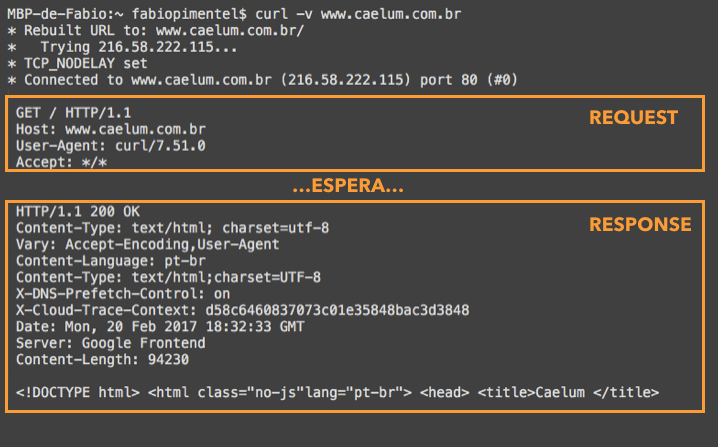 MBP-de-Fabio:~ fabiopimentel$ curl -v www.caelum.com.br
* Rebuilt URL to: www.caelum.com.br/
*   Trying 216.58.222.115...
* TCP_NODELAY set
* Connected to www.caelum.com.br (216.58.222.115) port 80 (#0)
GET / HTTP/1.1
REQUEST
Host: www.caelum.com.br
User-Agent: curl/7.51.0
Accept: */*
...ESPERA...
HTTP/1.1 200 OK
RESPONSE
Content-Type: text/html; charset=utf-8
Vary: Accept-Encoding,User-Agent
Content-Language: pt-br
Content-Type: text/html;charset=UTF-8
X-DNS-Prefetch-Control: on
X-Cloud-Trace-Context: d58c6460837073c01e35848bac3d3848
Date: Mon, 20 Feb 2017 18:32:33 GMT
Server: Google Frontend
Content-Length: 94230
<!DOCTYPE html> <html class="no-js"lang="pt-br"> <head> <title>Caelum </title>